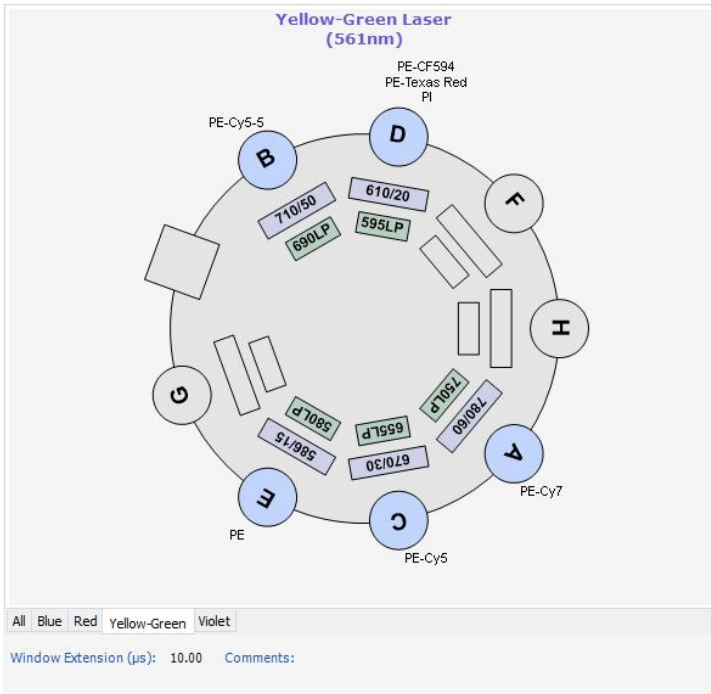 Yellow-Green Laser
(561nm)
PE-CF594
PE-Texas Red
PI
PE-Cy5-5
D
B
610/20
710/50
595LP
690LP
F
H
G
750LP
780/60
580LP
655LP
586/15
670/30
A
E
C
PE-Cy7
PE
PE-Cy5
All Blue Red Yellow-Green Violet
Window Extension (µs): 10.00 Comments: